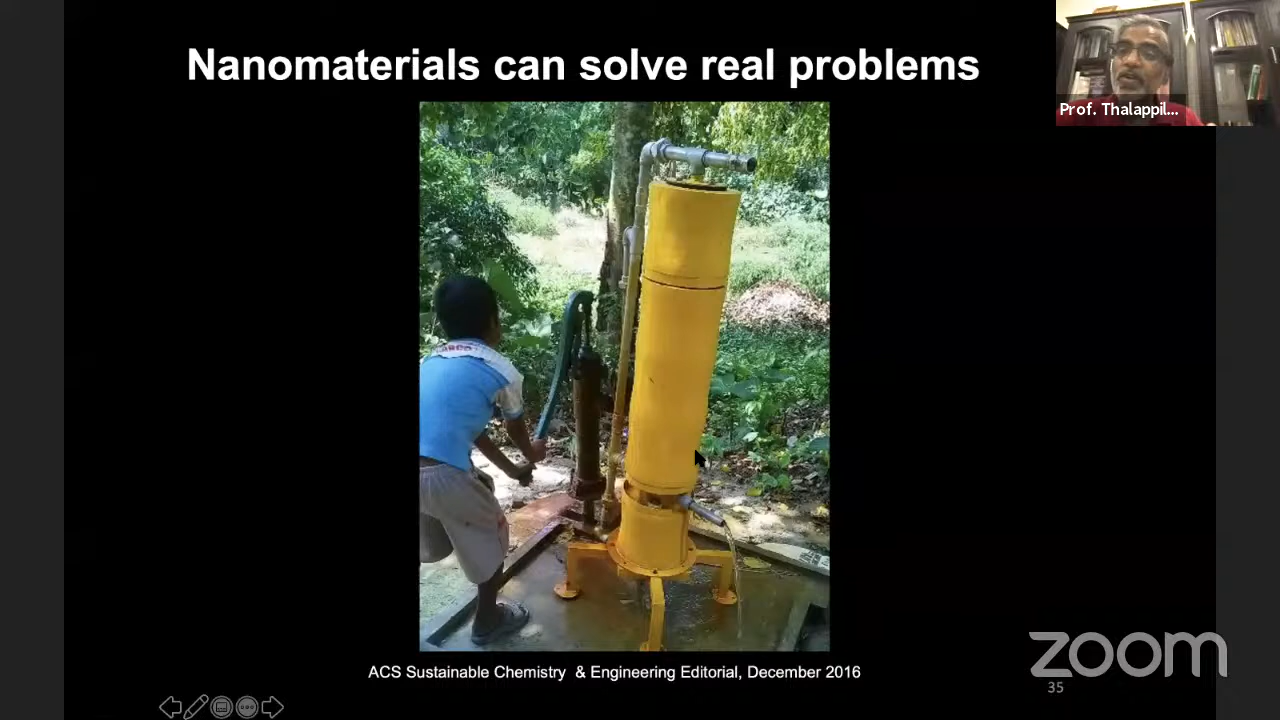 Nanomaterials can solve real problems
Prof. Thalappil...
ACS Sustainable Chemistry & Engineering Editorial, December 2016
zoom
35